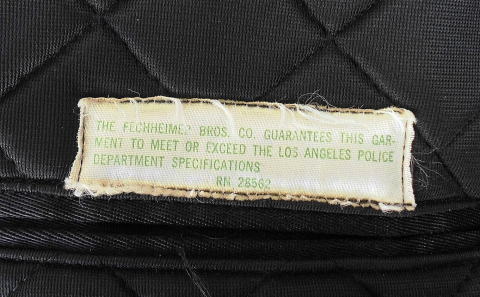 THE FECHHEIMER BROS. CO. GUARANTEES THIS GAR-
MENT TO MEET OR EXCEED THE LOS ANGELES POLICE
DEPARTMENT SPECIFICATIONS
RN 28562